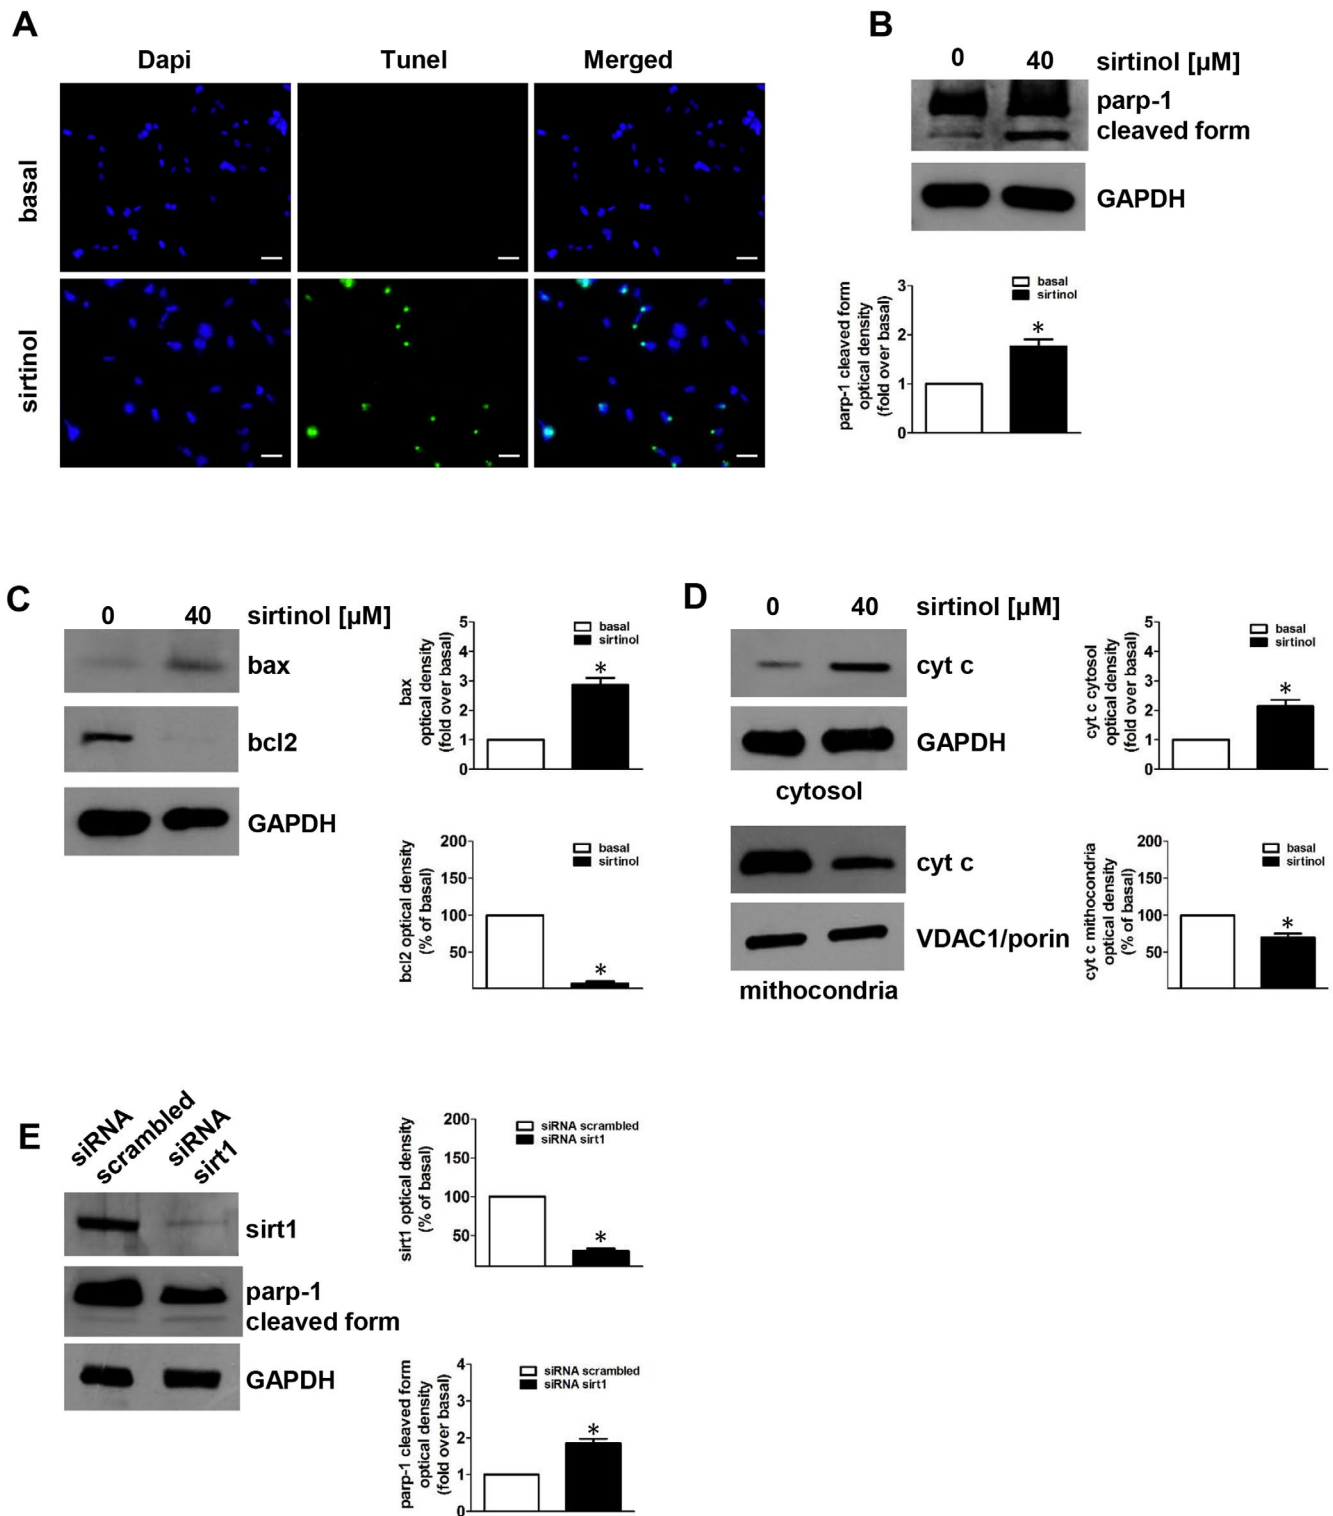 A
Dapi
Tunel
Merged
basal
sirtinol
B
0
40
sirtinol [µM]
parp-1
cleaved form
GAPDH
parp-1 cleaved form
optical density
(fold over basal)
3
2
1
0
basal
sirtinol
*
C
0
40
sirtinol [µM]
bax
bcl2
GAPDH
bax
optical density
(fold over basal)
5
4
3
2
1
0
basal
sirtinol
*
bcl2 optical density
(% of basal)
200
150
100
50
basal
sirtinol
*
D
0
40
sirtinol [µM]
cyt c
GAPDH
cytosol
cyt c
VDAC1/porin
mithocondria
cyt c cytosol
optical density
(fold over basal)
5
4
3
2
1
0
basal
sirtinol
*
cyt c mithocondria
optical density
(% of basal)
200
150
100
50
basal
sirtinol
*
E
siRNA
scrambled
siRNA
sirt1
sirt1
parp-1
cleaved form
GAPDH
sirt1 optical density
(% of basal)
200
150
100
50
siRNA scrambled
siRNA sirt1
*
parp-1 cleaved form
optical density
(fold over basal)
4
3
2
1
0
siRNA scrambled
siRNA sirt1
*